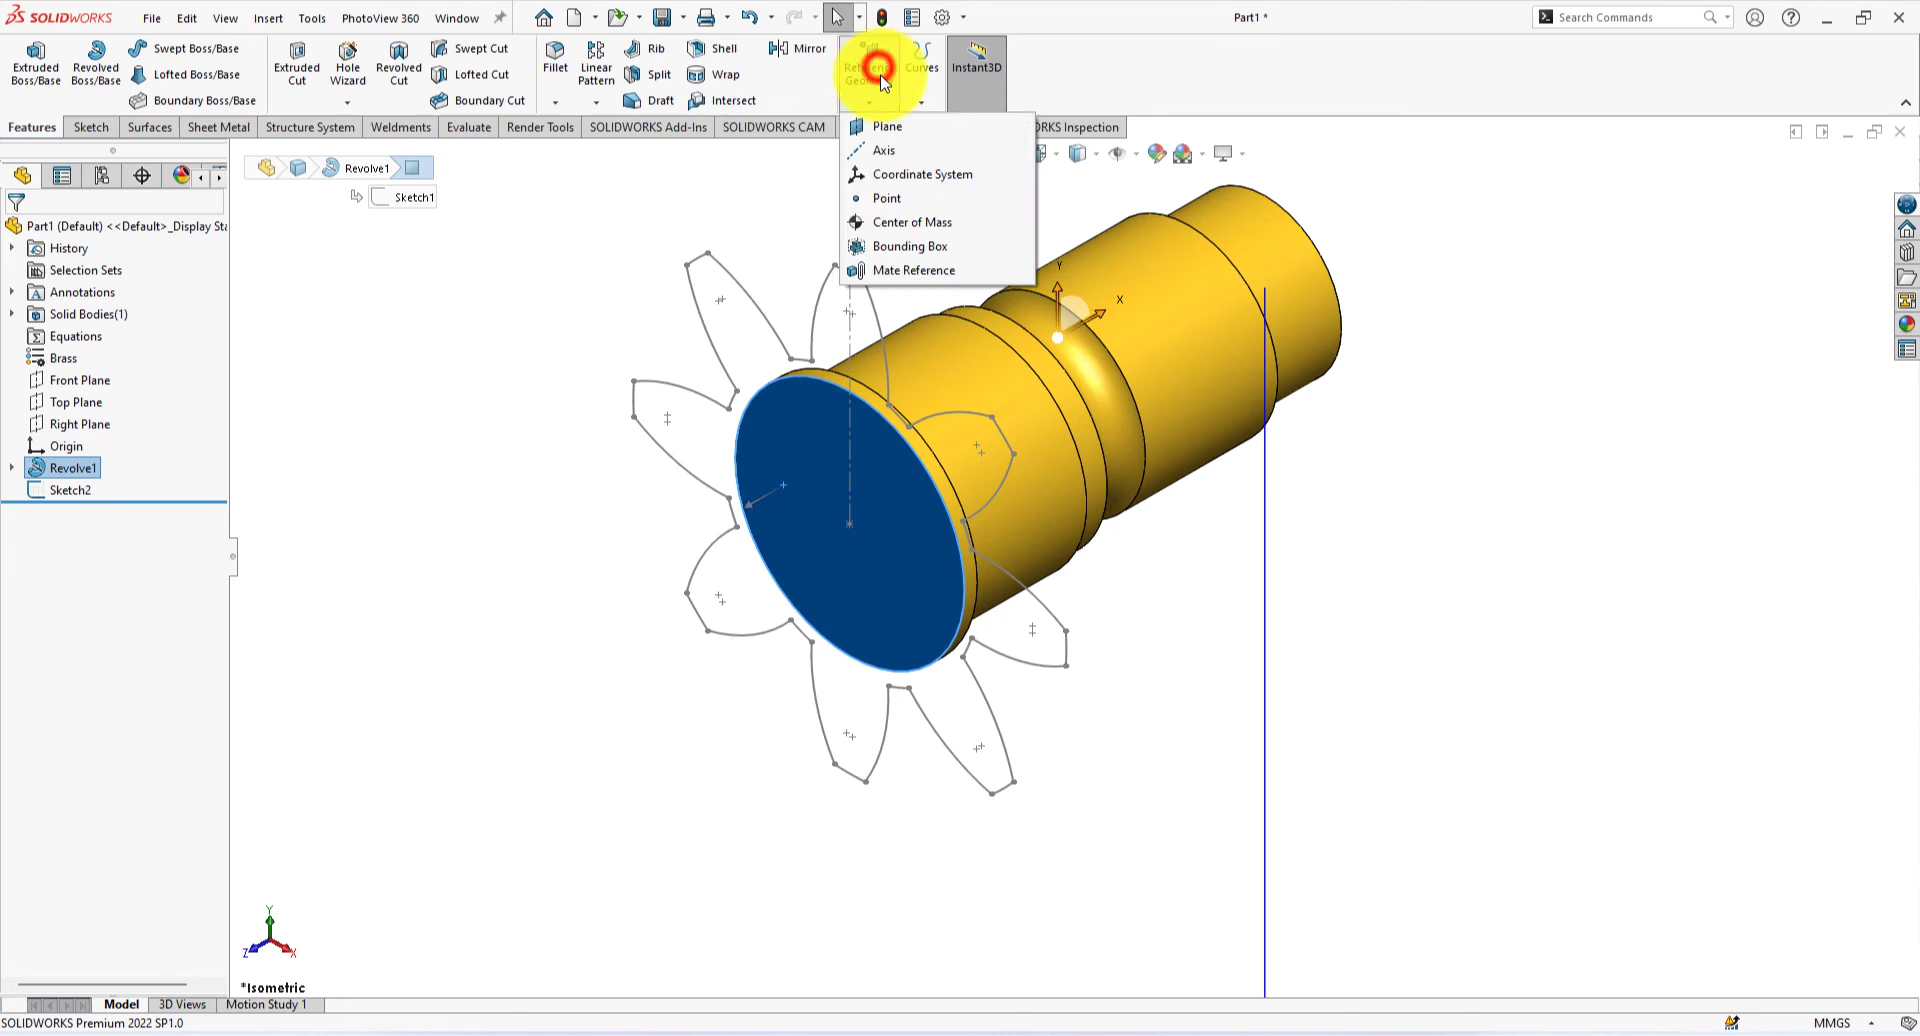 SOLIDWORKS
File Edit View Insert Tools PhotoView 360 Window
Part1 *
Search Commands
Extruded Boss/Base
Revolved Boss/Base
Swept Boss/Base
Lofted Boss/Base
Boundary Boss/Base
Extruded Cut
Hole Wizard
Revolved Cut
Swept Cut
Lofted Cut
Boundary Cut
Fillet
Linear Pattern
Rib
Split
Draft
Shell
Wrap
Intersect
Mirror
Curves
Instant3D
Features Sketch Surfaces Sheet Metal Structure System Weldments Evaluate Render Tools SOLIDWORKS Add-Ins SOLIDWORKS CAM
Inspection
Plane
Axis
Coordinate System
Point
Center of Mass
Bounding Box
Mate Reference
Revolve1
Sketch1
Part1 (Default) <<Default>_Display Sta
History
Selection Sets
Annotations
Solid Bodies(1)
Equations
Brass
Front Plane
Top Plane
Right Plane
Origin
Revolve1
Sketch2
Y
X
Y
Z X
*Isometric
Model 3D Views Motion Study 1
SOLIDWORKS Premium 2022 SP1.0
MMGS